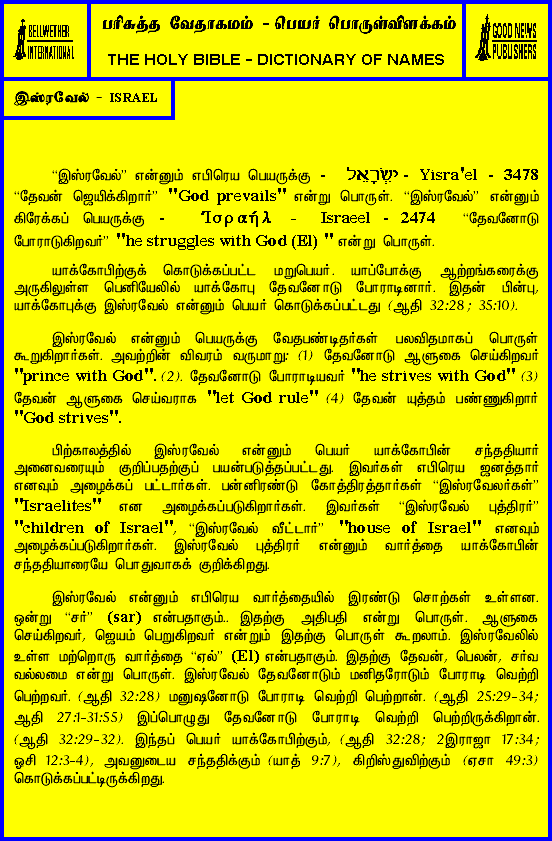 BELLWETHER
INTERNATIONAL
பரிசுத்த வேதாகமம் - பெயர் பொருள்விளக்கம்
THE HOLY BIBLE - DICTIONARY OF NAMES
GOOD NEWS
PUBLISHERS
இஸ்ரவேல் - ISRAEL
“இஸ்ரவேல்” என்னும் எபிரெய பெயருக்கு - יִשְׂרָאֵל - Yisra'el - 3478
“தேவன் ஜெயிக்கிறார்” "God prevails" என்று பொருள். “இஸ்ரவேல்” என்னும்
கிரேக்கப் பெயருக்கு - Ἰσραήλ - Israeel - 2474 “தேவனோடு
போராடுகிறவர்” "he struggles with God (El) " என்று பொருள்.
யாக்கோபிற்குக் கொடுக்கப்பட்ட மறுபெயர். யாப்போக்கு ஆற்றங்கரைக்கு
அருகிலுள்ள பெனியேலில் யாக்கோபு தேவனோடு போராடினார். இதன் பின்பு,
யாக்கோபுக்கு இஸ்ரவேல் என்னும் பெயர் கொடுக்கப்பட்டது (ஆதி 32:28 ; 35:10).
இஸ்ரவேல் என்னும் பெயருக்கு வேதபண்டிதர்கள் பலவிதமாகப் பொருள்
கூறுகிறார்கள். அவற்றின் விவரம் வருமாறு: (1) தேவனோடு ஆளுகை செய்கிறவர்
"prince with God". (2). தேவனோடு போராடியவர் "he strives with God" (3)
தேவன் ஆளுகை செய்வராக "let God rule" (4) தேவன் யுத்தம் பண்ணுகிறார்
"God strives".
பிற்காலத்தில் இஸ்ரவேல் என்னும் பெயர் யாக்கோபின் சந்ததியார்
அனைவரையும் குறிப்பதற்குப் பயன்படுத்தப்பட்டது. இவர்கள் எபிரெய ஜனத்தார்
எனவும் அழைக்கப் பட்டார்கள். பன்னிரண்டு கோத்திரத்தார்கள் “இஸ்ரவேலர்கள்”
"Israelites" என அழைக்கப்படுகிறார்கள். இவர்கள் “இஸ்ரவேல் புத்திரர்”
"children of Israel", “இஸ்ரவேல் வீட்டார்” "house of Israel" எனவும்
அழைக்கப்படுகிறார்கள். இஸ்ரவேல் புத்திரர் என்னும் வார்த்தை யாக்கோபின்
சந்ததியாரையே பொதுவாகக் குறிக்கிறது.
இஸ்ரவேல் என்னும் எபிரெய வார்த்தையில் இரண்டு சொற்கள் உள்ளன.
ஒன்று “சர்” (sar) என்பதாகும்.. இதற்கு அதிபதி என்று பொருள். ஆளுகை
செய்கிறவர், ஜெயம் பெறுகிறவர் என்றும் இதற்கு பொருள் கூறலாம். இஸ்ரவேலில்
உள்ள மற்றொரு வார்த்தை “ஏல்” (El) என்பதாகும். இதற்கு தேவன், பெலன், சர்வ
வல்லமை என்று பொருள். இஸ்ரவேல் தேவனோடும் மனிதரோடும் போராடி வெற்றி
பெற்றவர். (ஆதி 32:28) மனுஷனோடு போராடி வெற்றி பெற்றான். (ஆதி 25:29-34;
ஆதி 27:1-31:55) இப்பொழுது தேவனோடு போராடி வெற்றி பெற்றிருக்கிறான்.
(ஆதி 32:29-32). இந்தப் பெயர் யாக்கோபிற்கும், (ஆதி 32:28; 2இராஜா 17:34;
ஓசி 12:3-4), அவனுடைய சந்ததிக்கும் (யாத் 9:7), கிறிஸ்துவிற்கும் (ஏசா 49:3)
கொடுக்கப்பட்டிருக்கிறது.